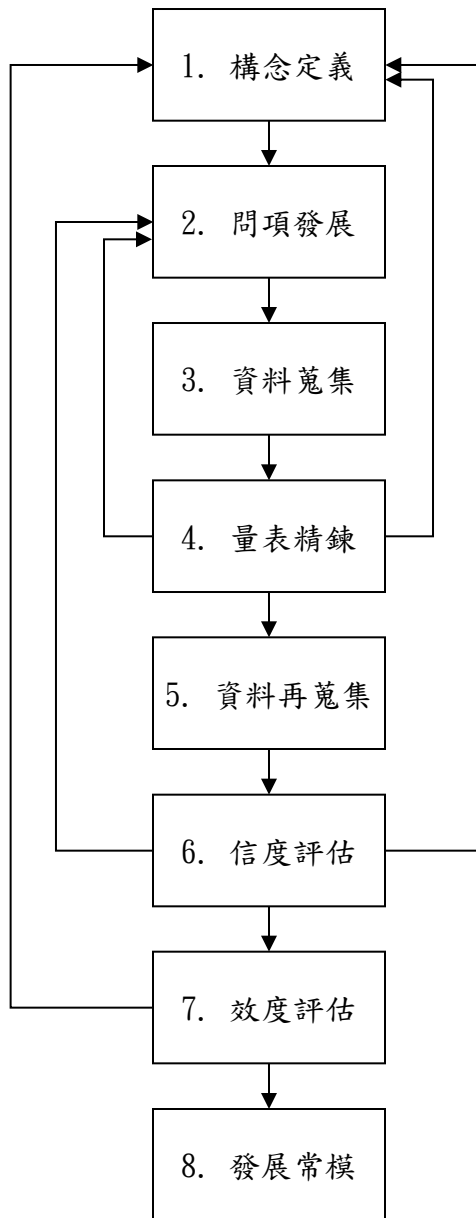 1. 構念定義
2. 問項發展
3. 資料蒐集
4. 量表精鍊
5. 資料再蒐集
6. 信度評估
7. 效度評估
8. 發展常模